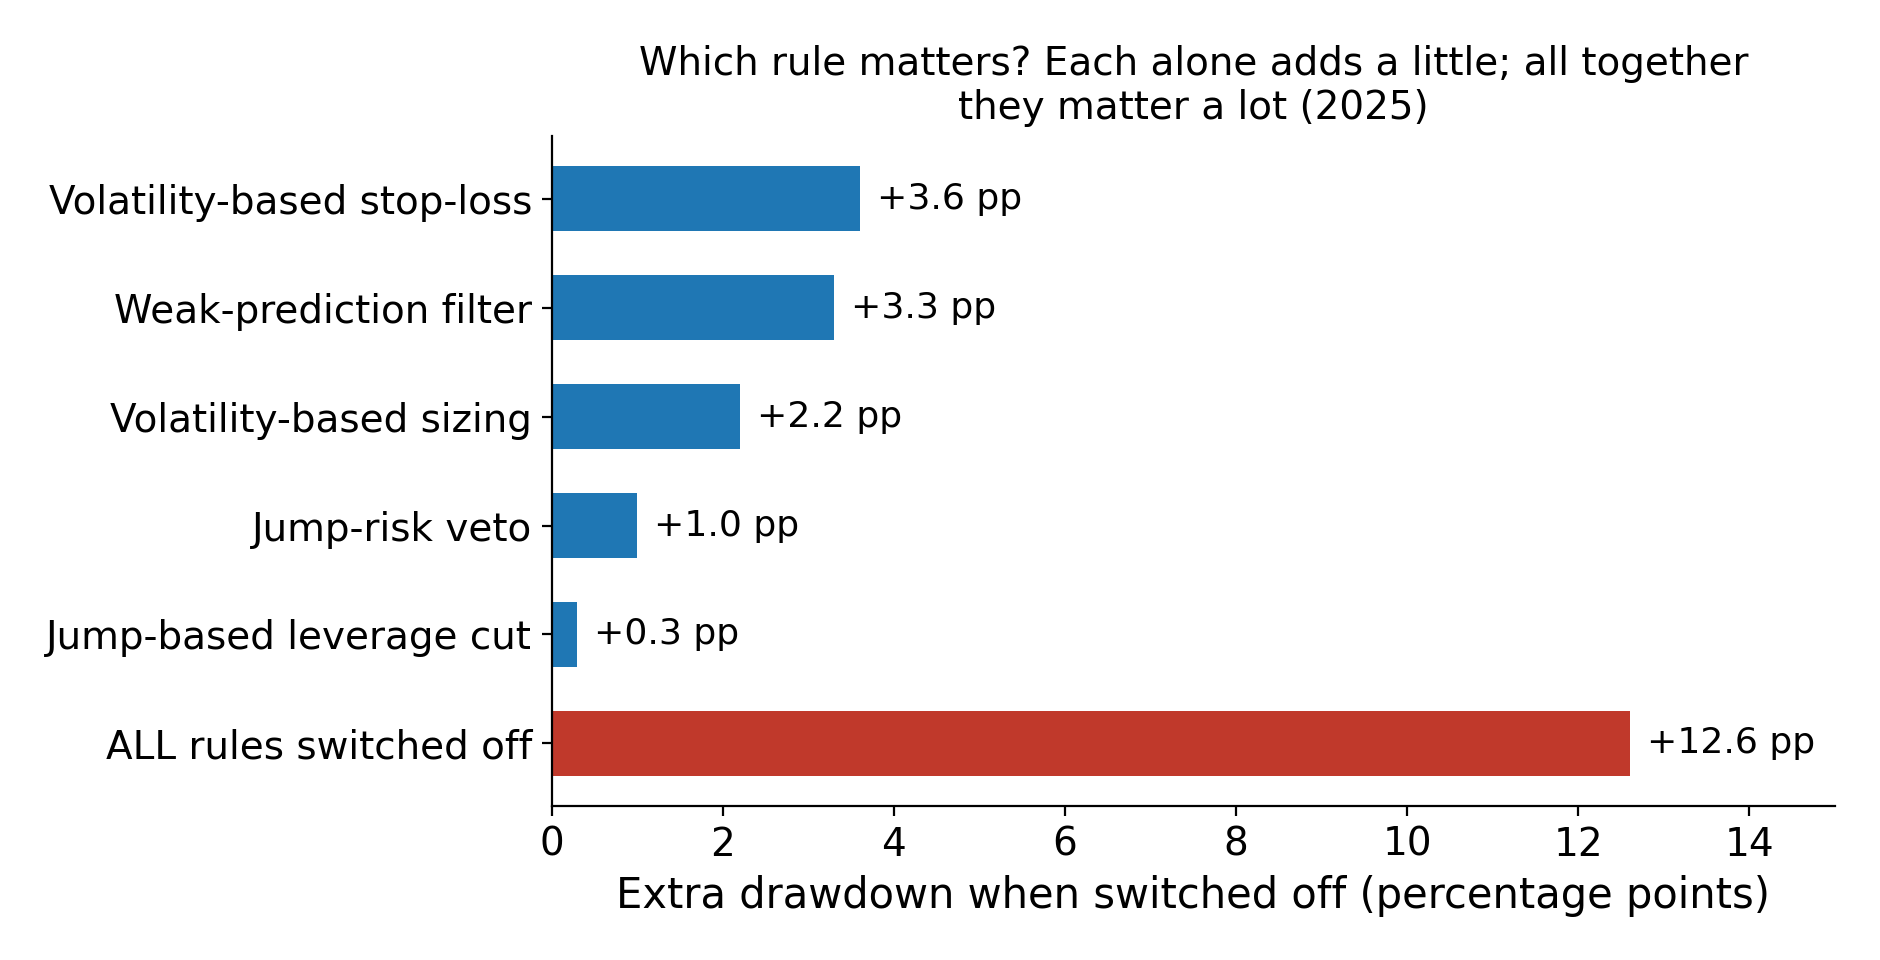 Which rule matters? Each alone adds a little; all together
they matter a lot (2025)
Volatility-based stop-loss
+3.6 pp
Weak-prediction filter
+3.3 pp
Volatility-based sizing
+2.2 pp
Jump-risk veto
+1.0 pp
Jump-based leverage cut
+0.3 pp
ALL rules switched off
+12.6 pp
0 2 4 6 8 10 12 14
Extra drawdown when switched off (percentage points)